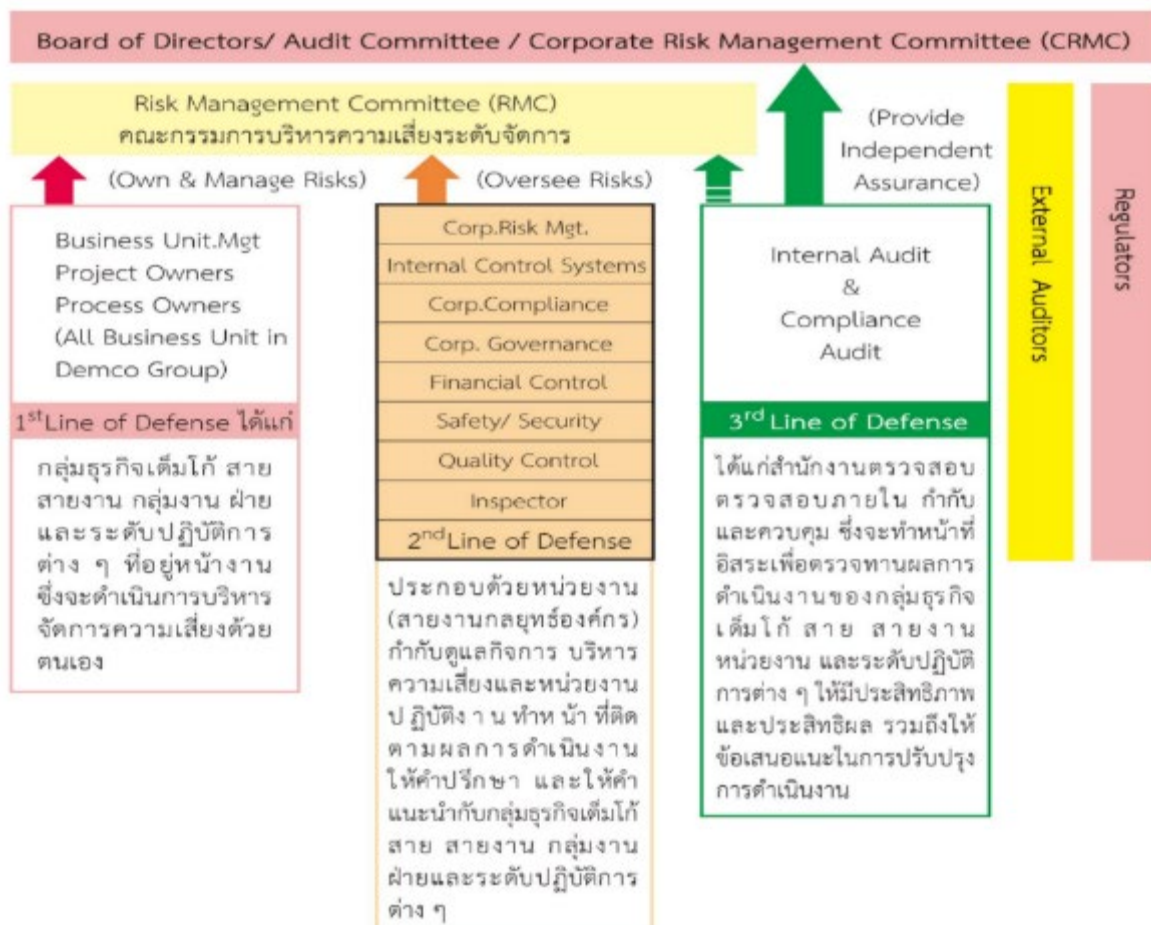 Board of Directors/ Audit Committee / Corporate Risk Management Committee (CRMC)
Risk Management Committee (RMC)
คณะกรรมการบริหารความเสี่ยงระดับจัดการ
(Own & Manage Risks)
(Oversee Risks)
(Provide
Independent
Assurance)
Business Unit.Mgt
Project Owners
Process Owners
(All Business Unit in
Demco Group)
1st Line of Defense ได้แก่
กลุ่มธุรกิจเด็มโก้ สาย
สายงาน กลุ่มงาน ฝ่าย
และระดับปฏิบัติการ
ต่าง ๆ ที่อยู่หน้างาน
ซึ่งจะดำเนินการบริหาร
จัดการความเสี่ยงด้วย
ตนเอง
Corp.Risk Mgt.
Internal Control Systems
Corp.Compliance
Corp. Governance
Financial Control
Safety/ Security
Quality Control
Inspector
2nd Line of Defense
ประกอบด้วยหน่วยงาน
(สายงานกลยุทธ์องค์กร)
กำกับดูแลกิจการ บริหาร
ความเสี่ยงและหน่วยงาน
ปฏิบัติงาน ทำหน้าที่ติด
ตามผลการดำเนินงาน
ให้คำปรึกษา และให้คำ
แนะนำกับกลุ่มธุรกิจเด็มโก้
สาย สายงาน กลุ่มงาน
ฝ่ายและระดับปฏิบัติการ
ต่าง ๆ
Internal Audit
&
Compliance
Audit
3rd Line of Defense
ได้แก่สำนักงานตรวจสอบ
ตรวจสอบภายใน กำกับ
และควบคุม ซึ่งจะทำหน้าที่
อิสระเพื่อตรวจทานผลการ
ดำเนินงานของกลุ่มธุรกิจ
เด็มโก้ สาย สายงาน
หน่วยงาน และระดับปฏิบัติ
การต่าง ๆ ให้มีประสิทธิภาพ
และประสิทธิผล รวมถึงให้
ข้อเสนอแนะในการปรับปรุง
การดำเนินงาน
External Auditors
Regulators